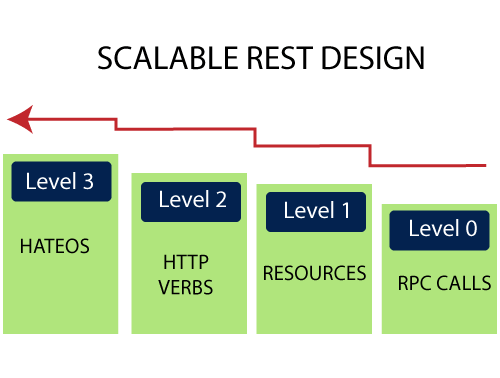 SCALABLE REST DESIGN
Level 3
HATEOS
Level 2
HTTP
VERBS
Level 1
RESOURCES
Level 0
RPC CALLS